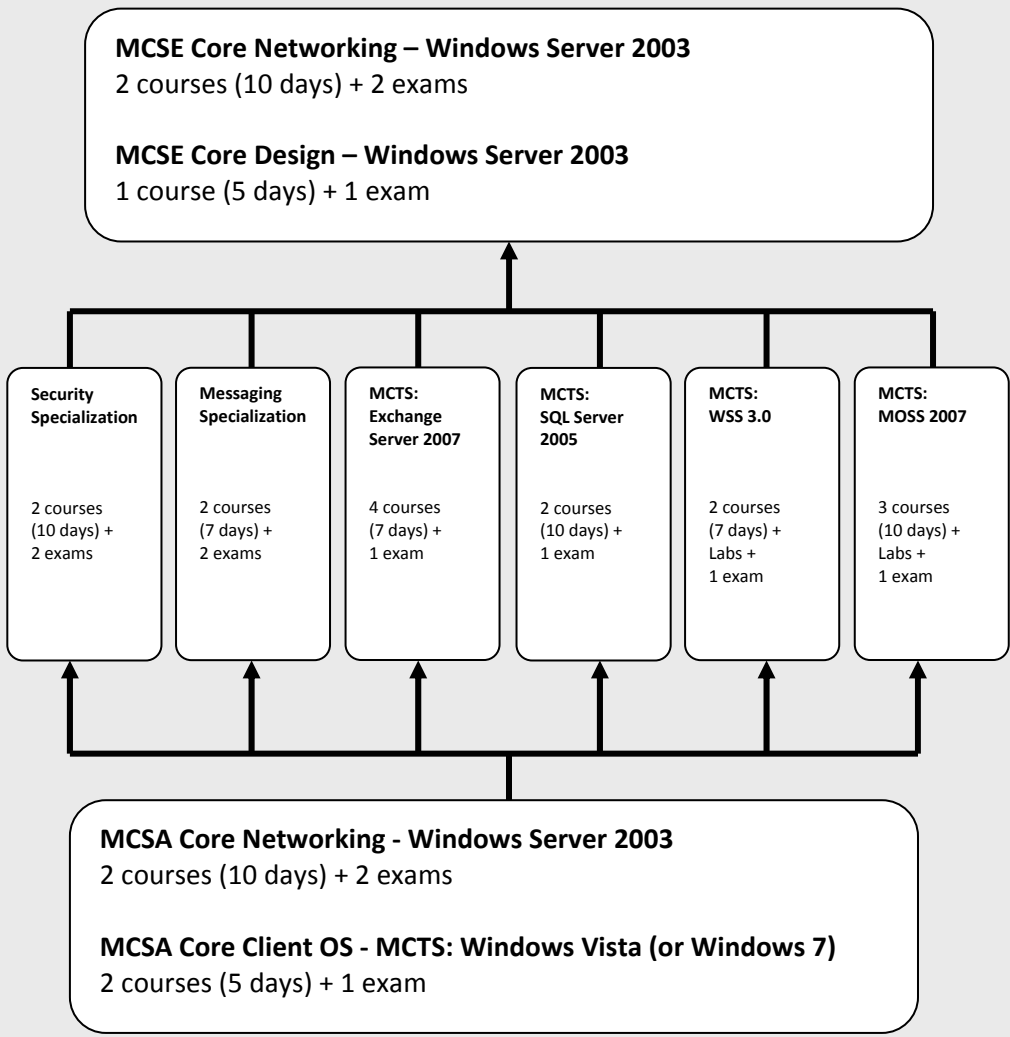 MCSE Core Networking – Windows Server 2003
2 courses (10 days) + 2 exams
MCSE Core Design – Windows Server 2003
1 course (5 days) + 1 exam
Security
Specialization
2 courses
(10 days) +
2 exams
Messaging
Specialization
2 courses
(7 days) +
2 exams
MCTS:
Exchange
Server 2007
4 courses
(7 days) +
1 exam
MCTS:
SQL Server
2005
2 courses
(10 days) +
1 exam
MCTS:
WSS 3.0
2 courses
(7 days) +
Labs +
1 exam
MCTS:
MOSS 2007
3 courses
(10 days) +
Labs +
1 exam
MCSA Core Networking - Windows Server 2003
2 courses (10 days) + 2 exams
MCSA Core Client OS - MCTS: Windows Vista (or Windows 7)
2 courses (5 days) + 1 exam